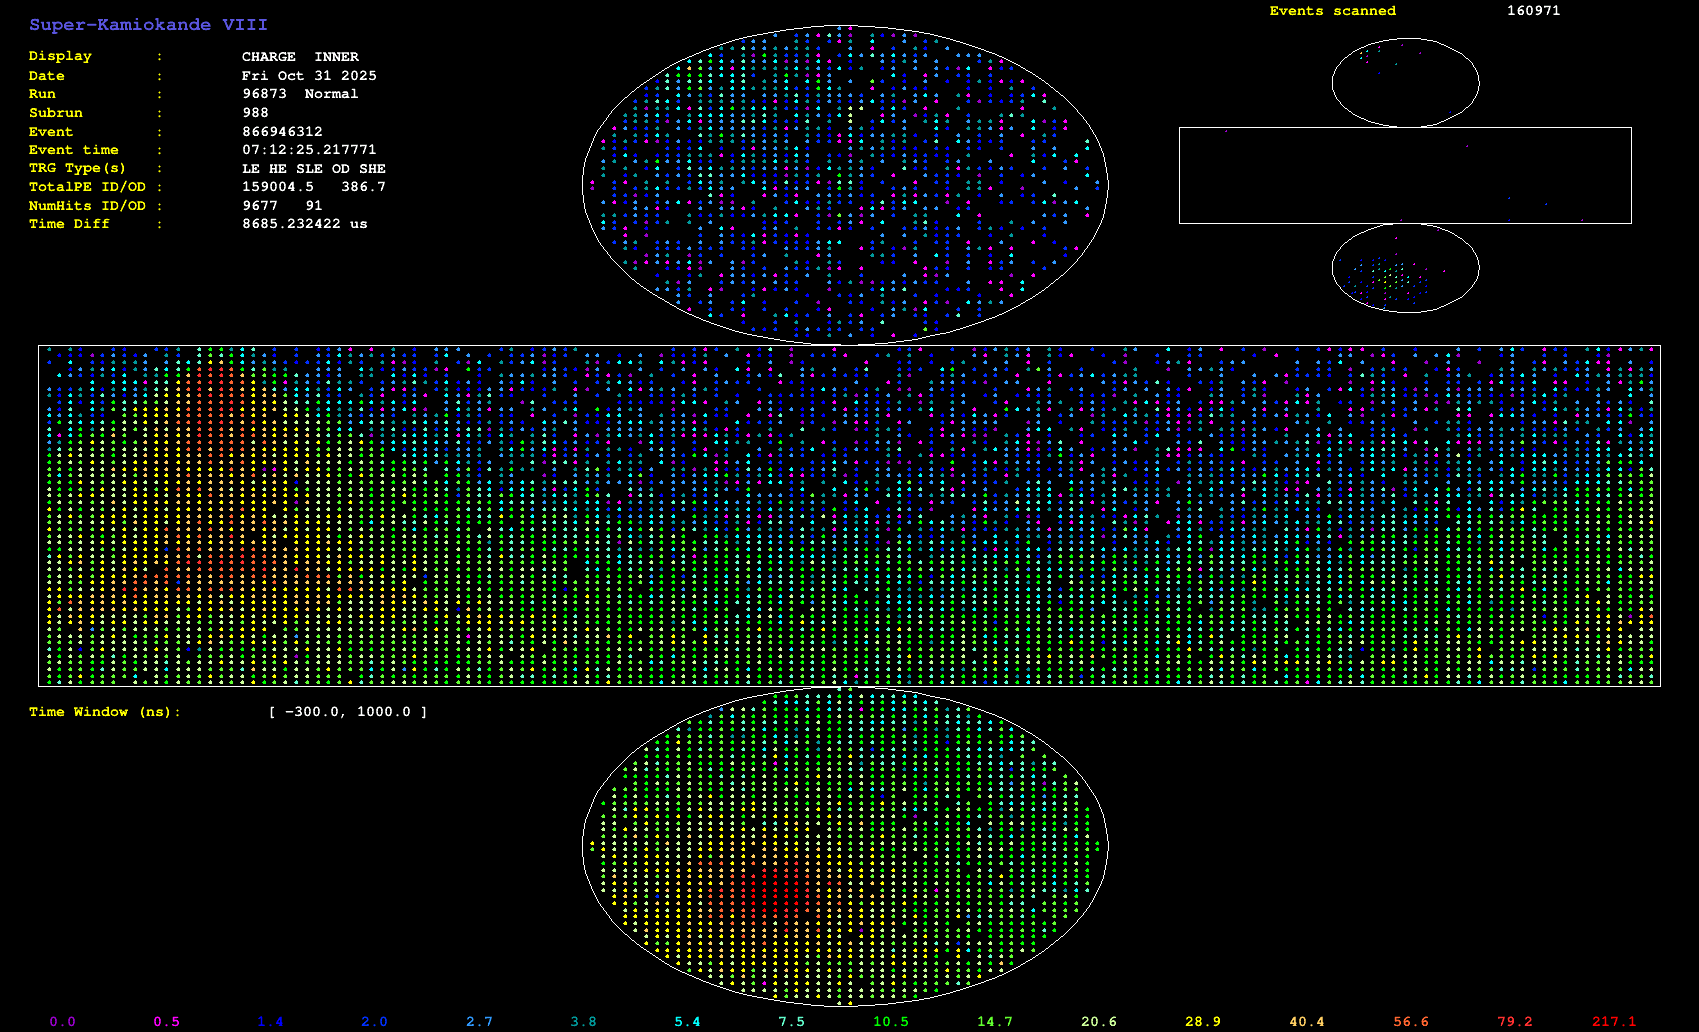 Super-Kamiokande VIII
Events scanned 160971
Display : CHARGE INNER
Date : Fri Oct 31 2025
Run : 96873 Normal
Subrun : 988
Event : 866946312
Event time : 07:12:25.217771
TRG Type(s) : LE HE SLE OD SHE
TotalPE ID/OD : 159004.5 386.7
NumHits ID/OD : 9677 91
Time Diff : 8685.232422 us
Time Window (ns): [ -300.0, 1000.0 ]
0.0 0.5 1.4 2.0 2.7 3.8 5.4 7.5 10.5 14.7 20.6 28.9 40.4 56.6 79.2 217.1